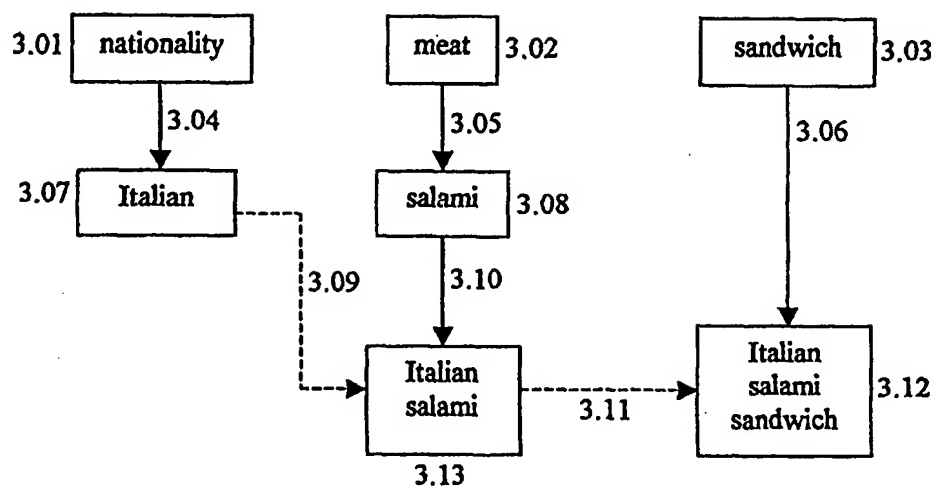 3.01 nationality
meat 3.02
sandwich 3.03
3.04
3.05
3.06
3.07 Italian
salami 3.08
3.09
3.10
Italian
salami
3.11
Italian
salami
sandwich
3.12
3.13